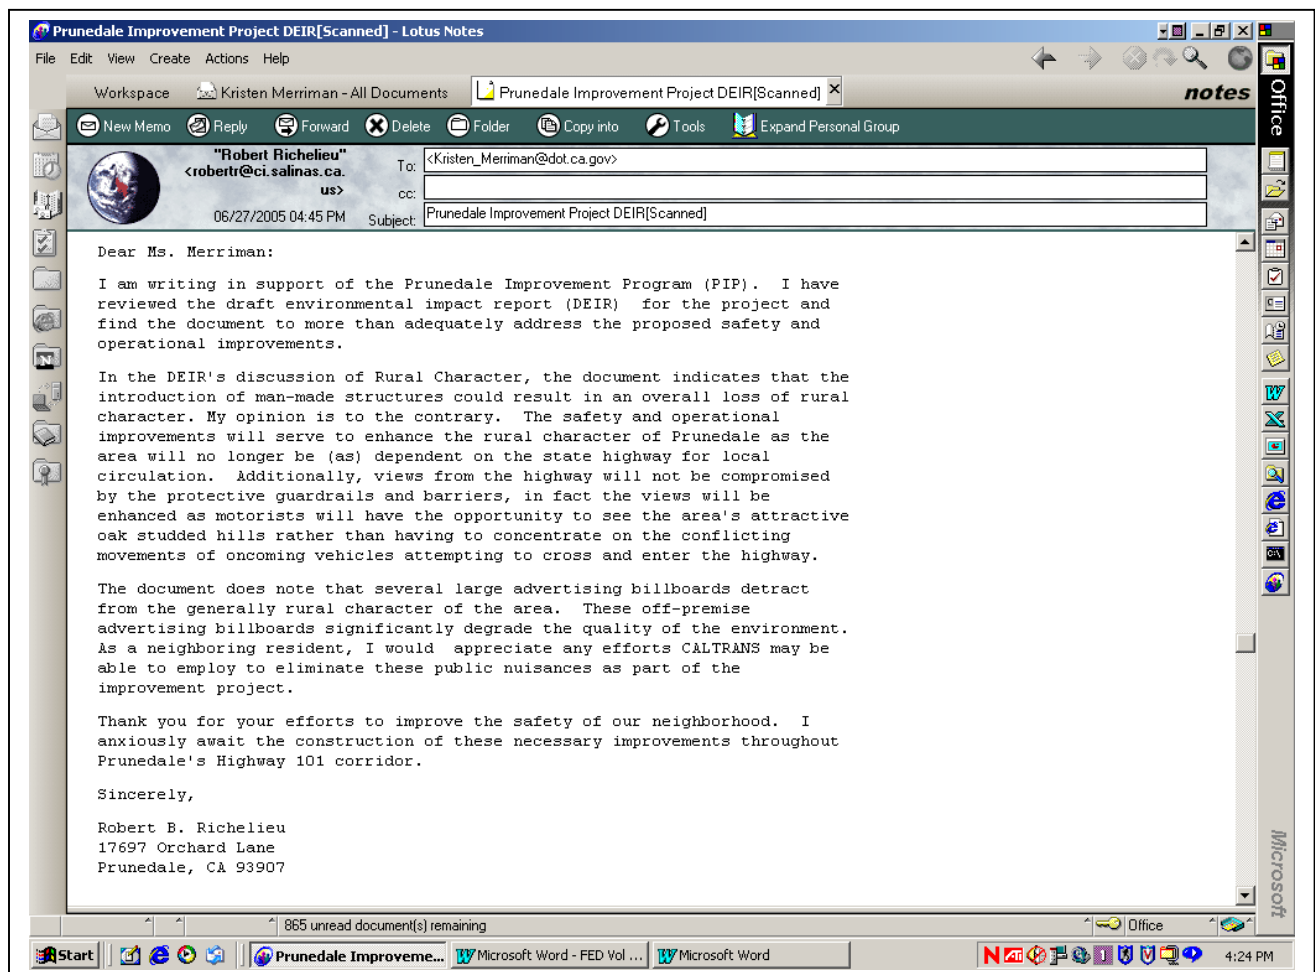 Prunedale Improvement Project DEIR[Scanned] - Lotus Notes
File Edit View Create Actions Help
Workspace Kristen Merriman - All Documents Prunedale Improvement Project DEIR[Scanned] notes
New Memo Reply Forward Delete Folder Copy into Tools Expand Personal Group
"Robert Richelieu"
<robertr@ci.salinas.ca.
us>
06/27/2005 04:45 PM
To: <Kristen_Merriman@dot.ca.gov>
cc:
Subject: Prunedale Improvement Project DEIR[Scanned]
Dear Ms. Merriman:
I am writing in support of the Prunedale Improvement Program (PIP).  I have
reviewed the draft environmental impact report (DEIR)  for the project and
find the document to more than adequately address the proposed safety and
operational improvements.
In the DEIR's discussion of Rural Character, the document indicates that the
introduction of man-made structures could result in an overall loss of rural
character. My opinion is to the contrary.  The safety and operational
improvements will serve to enhance the rural character of Prunedale as the
area will no longer be (as) dependent on the state highway for local
circulation.  Additionally, views from the highway will not be compromised
by the protective guardrails and barriers, in fact the views will be
enhanced as motorists will have the opportunity to see the area's attractive
oak studded hills rather than having to concentrate on the conflicting
movements of oncoming vehicles attempting to cross and enter the highway.
The document does note that several large advertising billboards detract
from the generally rural character of the area.  These off-premise
advertising billboards significantly degrade the quality of the environment.
As a neighboring resident, I would  appreciate any efforts CALTRANS may be
able to employ to eliminate these public nuisances as part of the
improvement project.
Thank you for your efforts to improve the safety of our neighborhood.  I
anxiously await the construction of these necessary improvements throughout
Prunedale's Highway 101 corridor.
Sincerely,
Robert B. Richelieu
17697 Orchard Lane
Prunedale, CA 93907
865 unread document(s) remaining
Office
Start Prunedale Improveme... Microsoft Word - FED Vol ... Microsoft Word 4:24 PM
Office
Microsoft